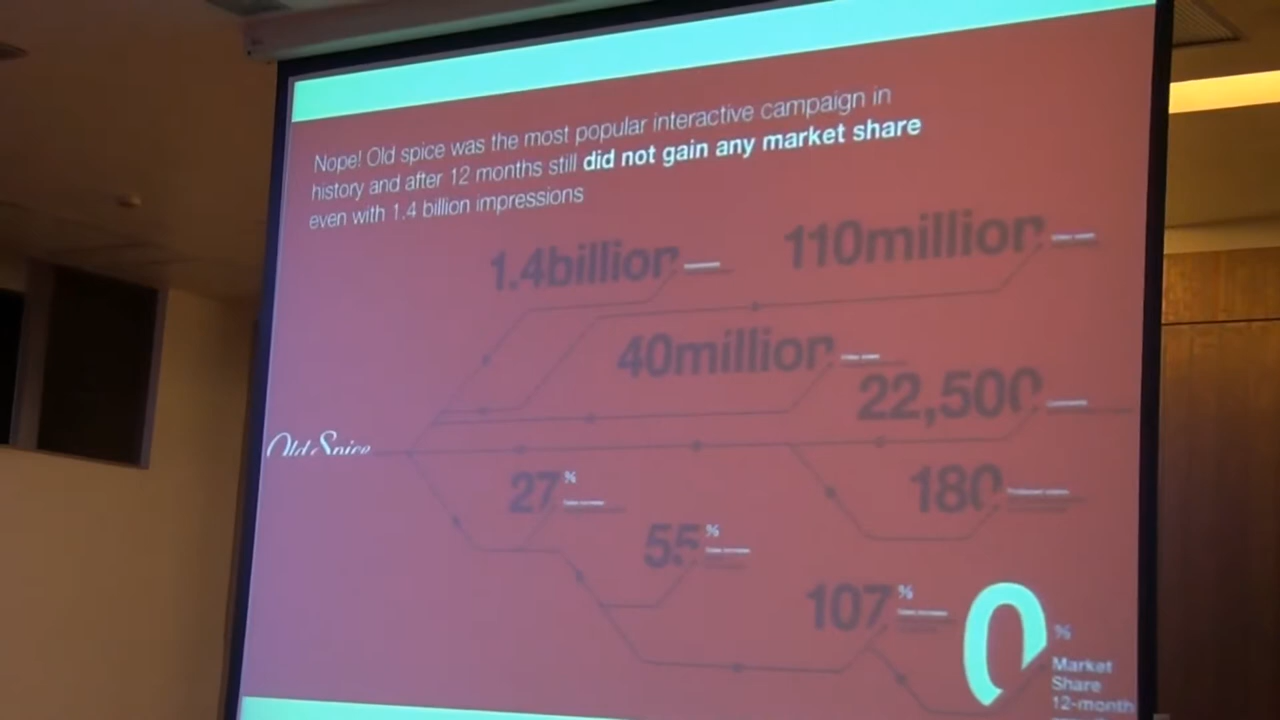 Nope! Old spice was the most popular interactive campaign in
history and after 12 months still did not gain any market share
even with 1.4 billion impressions
1.4billion
110million
40million
22,500
Old Spice
27%
180
55%
107%
0%
Market
Share
12-month